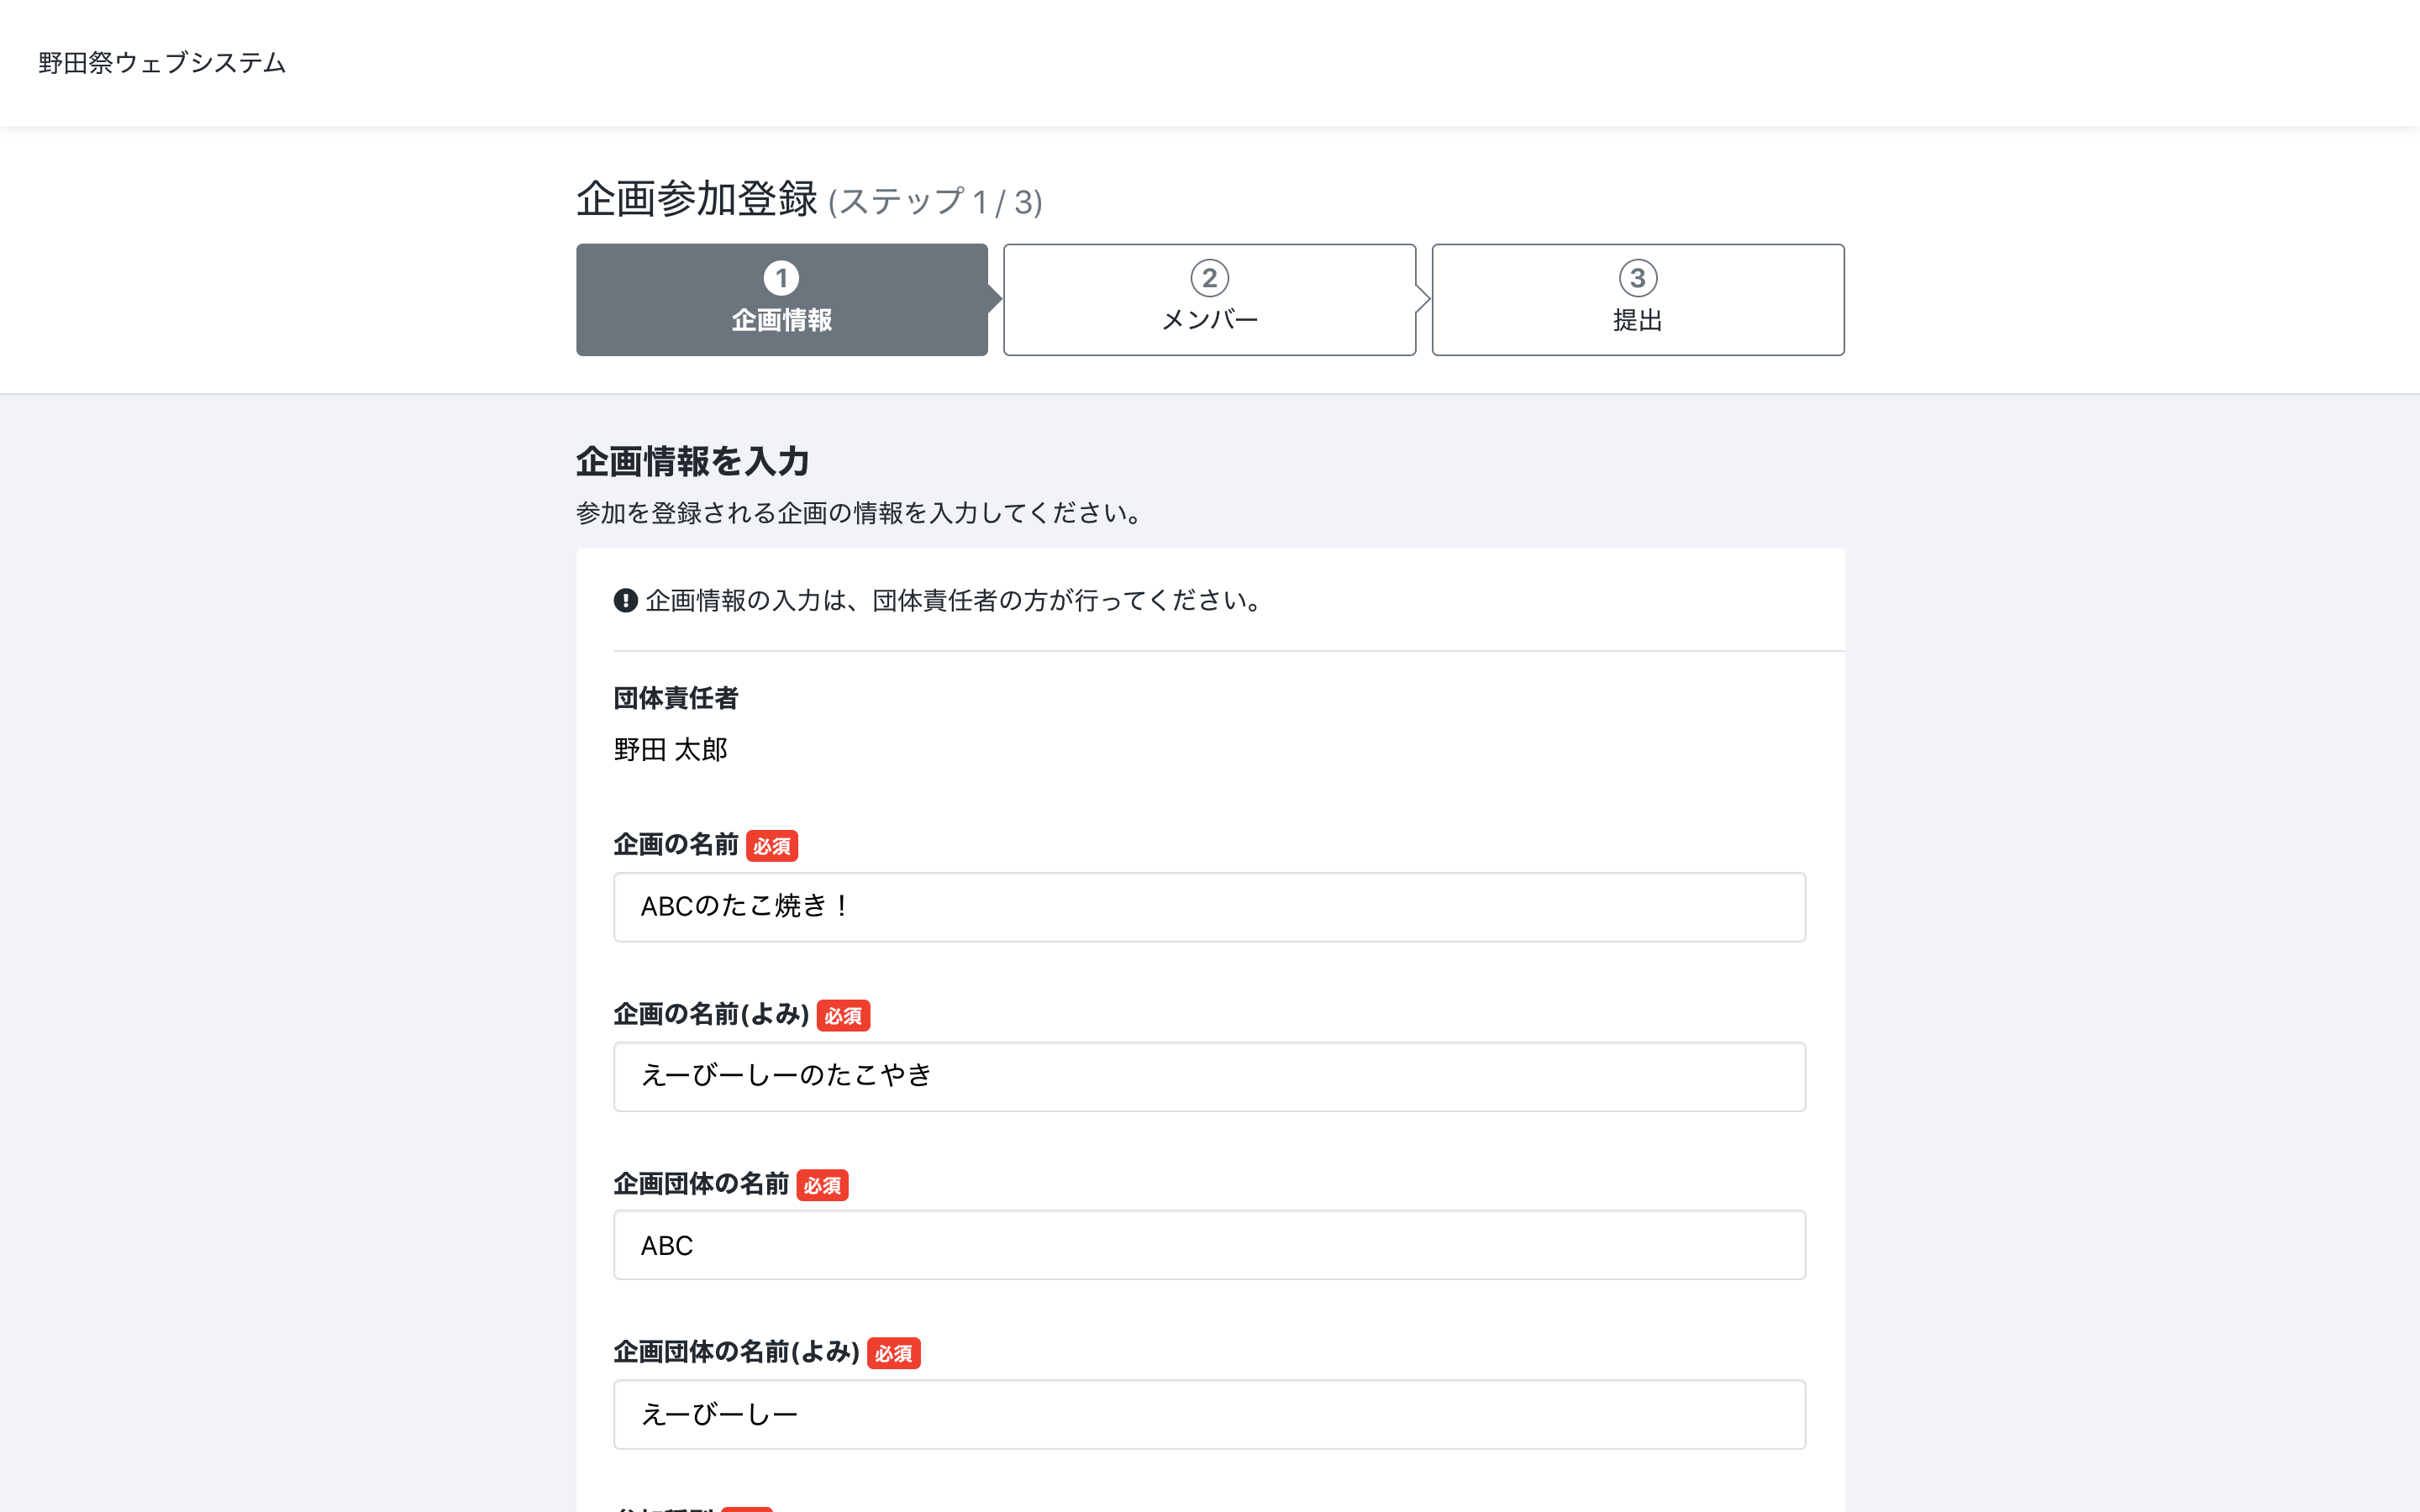 野田祭ウェブシステム
企画参加登録 (ステップ 1 / 3)
1
企画情報
2
メンバー
3
提出
企画情報を入力
参加を登録される企画の情報を入力してください。
企画情報の入力は、団体責任者の方が行ってください。
団体責任者
野田 太郎
企画の名前 必須
ABCのたこ焼き！
企画の名前(よみ) 必須
えーびーしーのたこやき
企画団体の名前 必須
ABC
企画団体の名前(よみ) 必須
えーびーしー